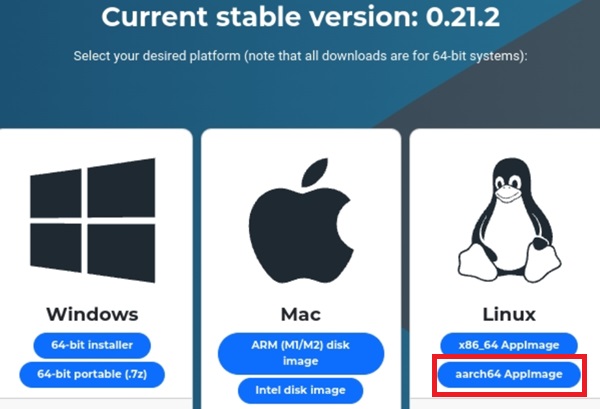 Current stable version: 0.21.2
Select your desired platform (note that all downloads are for 64-bit systems):
Windows
64-bit installer
64-bit portable (.7z)
Mac
ARM (M1/M2) disk
image
Intel disk image
Linux
x86_64 AppImage
aarch64 AppImage